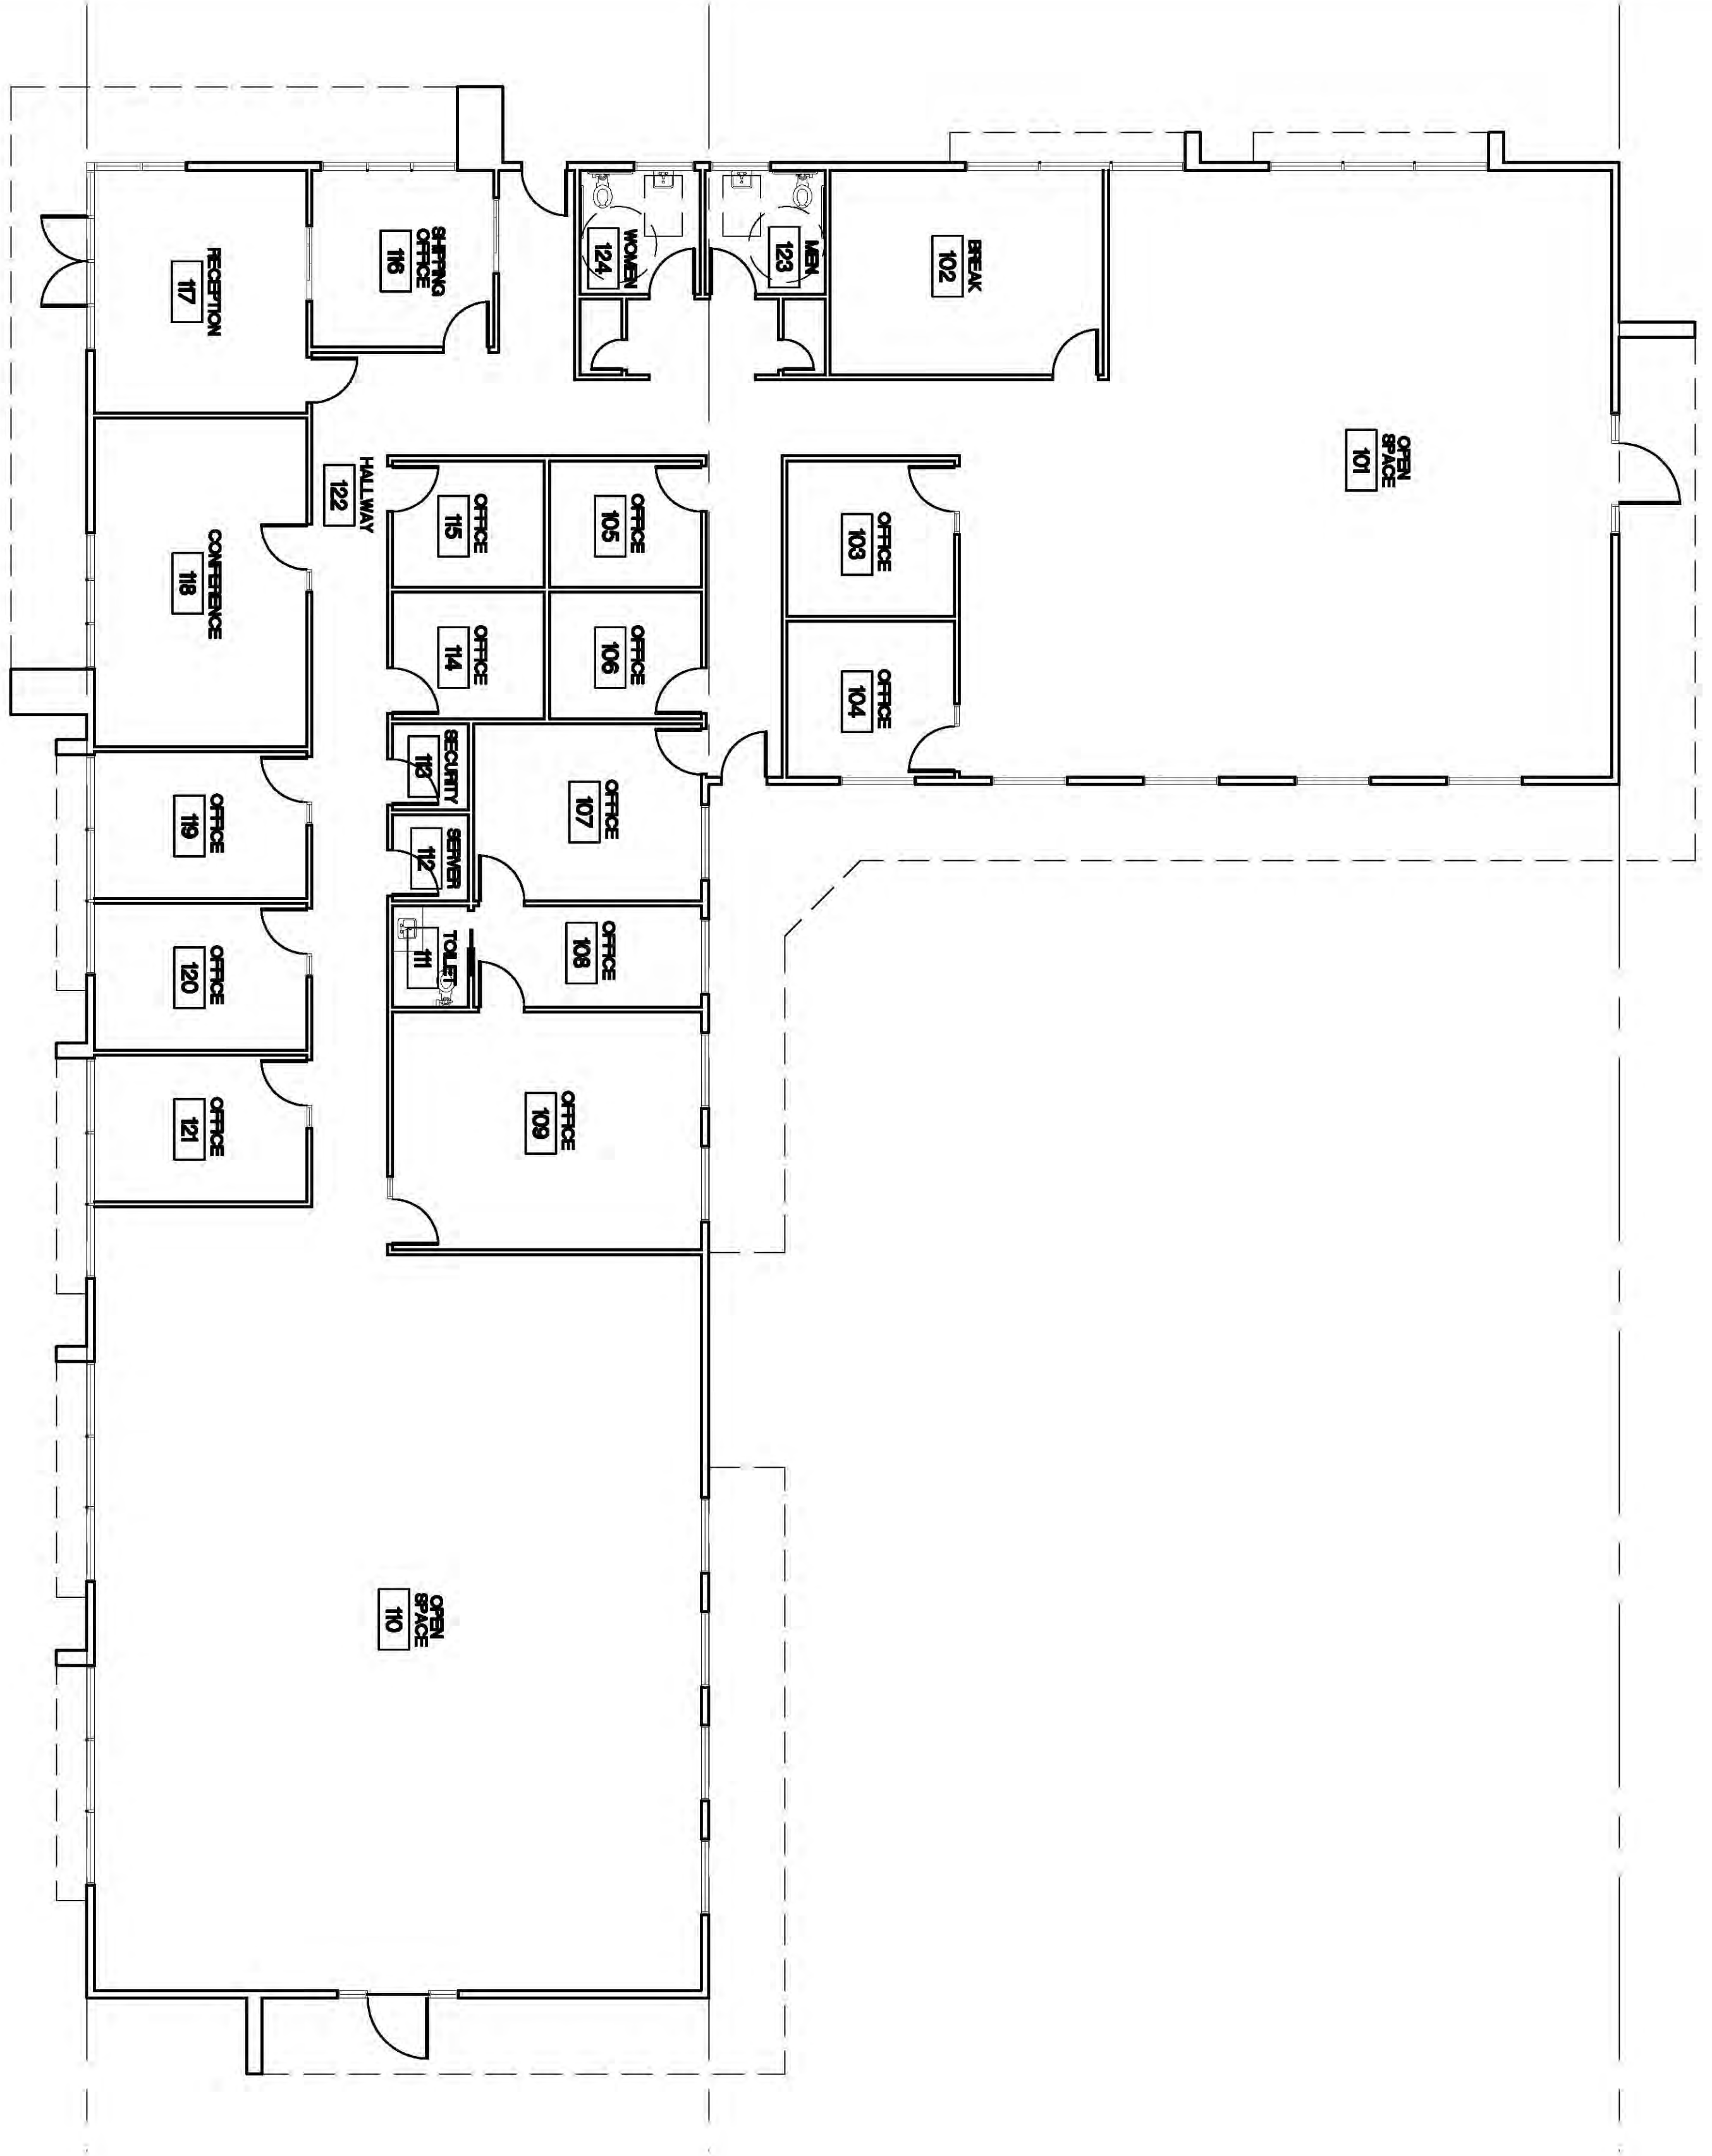 OPEN
SPACE
101
BREAK
102
OFFICE
103
OFFICE
104
MEN
123
WOMEN
124
OFFICE
105
OFFICE
106
OFFICE
107
OFFICE
108
OFFICE
109
SHIPPING
OFFICE
116
OFFICE
115
OFFICE
114
SECURITY
113
SERVER
112
TOILET
111
OPEN
SPACE
110
HALLWAY
122
RECEPTION
117
CONFERENCE
118
OFFICE
119
OFFICE
120
OFFICE
121